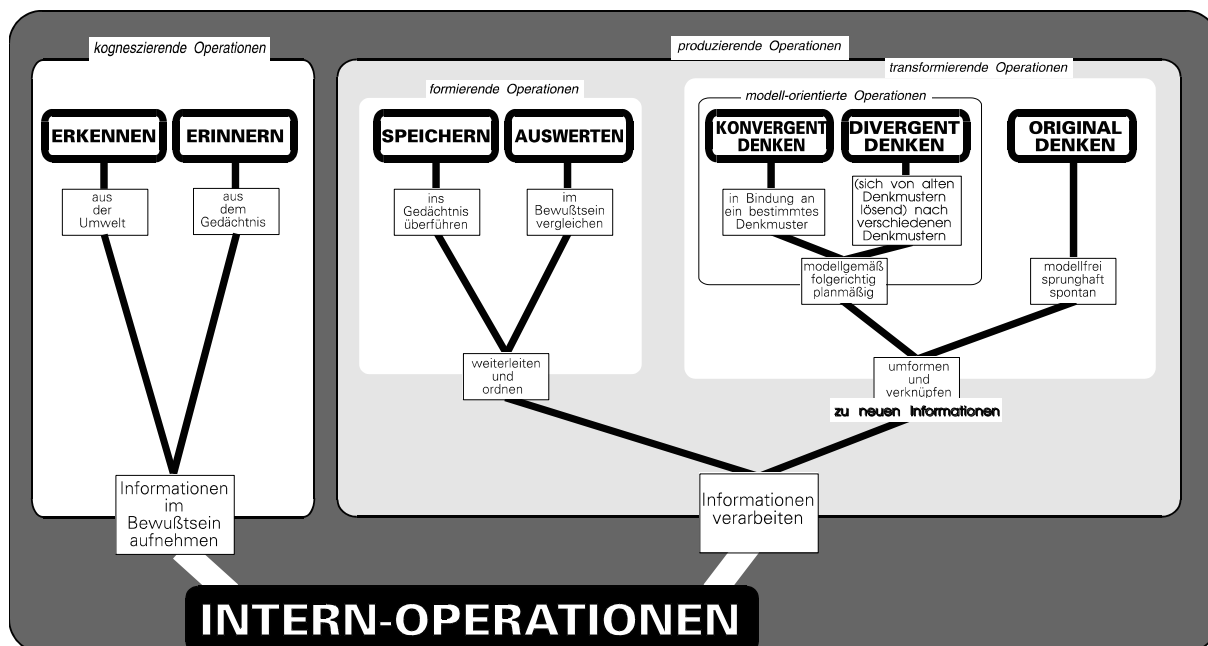 kogneszierende Operationen
produzierende Operationen
transformierende Operationen
formierende Operationen
modell-orientierte Operationen
ERKENNEN
ERINNERN
SPEICHERN
AUSWERTEN
KONVERGENT
DENKEN
DIVERGENT
DENKEN
ORIGINAL
DENKEN
aus
der
Umwelt
aus
dem
Gedächtnis
ins
Gedächtnis
überführen
im
Bewußtsein
vergleichen
in Bindung an
ein bestimmtes
Denkmuster
(sich von alten
Denkmustern
lösend) nach
verschiedenen
Denkmustern
modellgemäß
folgerichtig
planmäßig
modellfrei
sprunghaft
spontan
weiterleiten
und
ordnen
umformen
und
verknüpfen
zu neuen Informationen
Informationen
im
Bewußtsein
aufnehmen
Informationen
verarbeiten
INTERN-OPERATIONEN